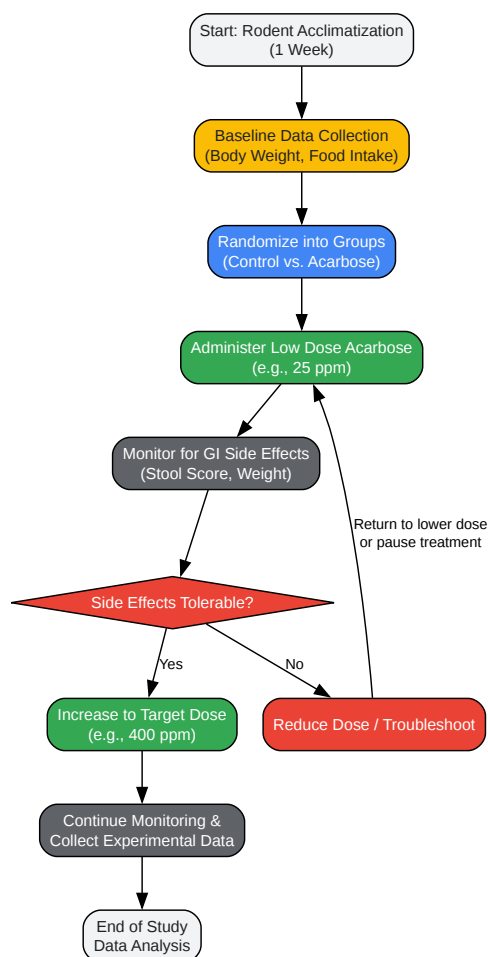 Start: Rodent Acclimatization
(1 Week)
Baseline Data Collection
(Body Weight, Food Intake)
Randomize into Groups
(Control vs. Acarbose)
Administer Low Dose Acarbose
(e.g., 25 ppm)
Monitor for GI Side Effects
(Stool Score, Weight)
Return to lower dose
or pause treatment
Side Effects Tolerable?
Yes
No
Increase to Target Dose
(e.g., 400 ppm)
Reduce Dose / Troubleshoot
Continue Monitoring &
Collect Experimental Data
End of Study
Data Analysis